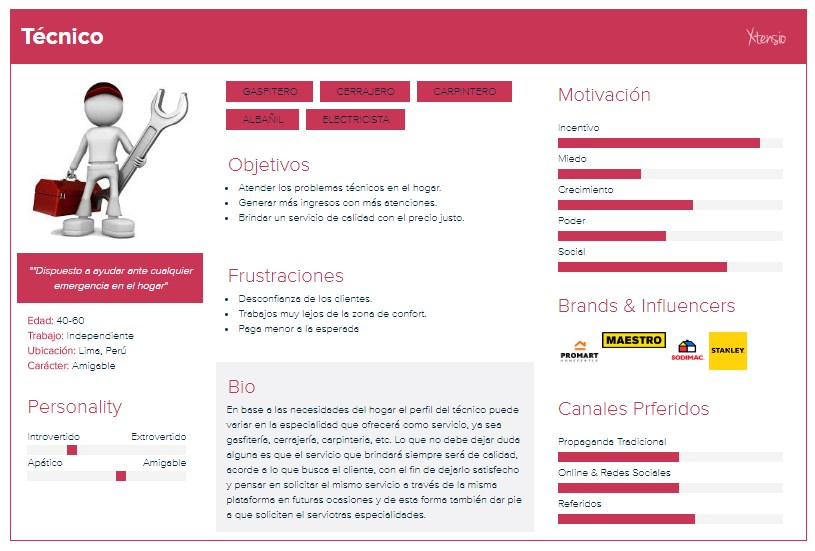 Técnico
Xtensio
GASFITERO CERRAJERO CARPINTERO
ALBAÑIL ELECTRICISTA
""Dispuesto a ayudar ante cualquier
emergencia en el hogar"
Edad: 40-60
Trabajo: Independiente
Ubicación: Lima, Perú
Carácter: Amigable
Personality
Introvertido Extrovertido
Apático Amigable
Objetivos
Atender los problemas técnicos en el hogar.
Generar más ingresos con más atenciones.
Brindar un servicio de calidad con el precio justo.
Frustraciones
Desconfianza de los clientes.
Trabajos muy lejos de la zona de confort.
Paga menor a la esperada
Bio
En base a las necesidades del hogar el perfil del técnico puede
variar en la especialidad que ofrecerá como servicio, ya sea
gasfitería, cerrajería, carpinteria, etc. Lo que no debe dejar duda
alguna es que el servicio que brindará siempre será de calidad,
acorde a lo que busca el cliente, con el fin de dejarlo satisfecho
y pensar en solicitar el mismo servicio a través de la misma
plataforma en futuras ocasiones y de esta forma también dar pie
a que soliciten el serviotras especialidades.
Motivación
Incentivo
Miedo
Crecimiento
Poder
Social
Brands & Influencers
PROMART
HOMECENTER
MAESTRO
SODIMAC
STANLEY
Canales Prferidos
Propaganda Tradicional
Online & Redes Sociales
Referidos